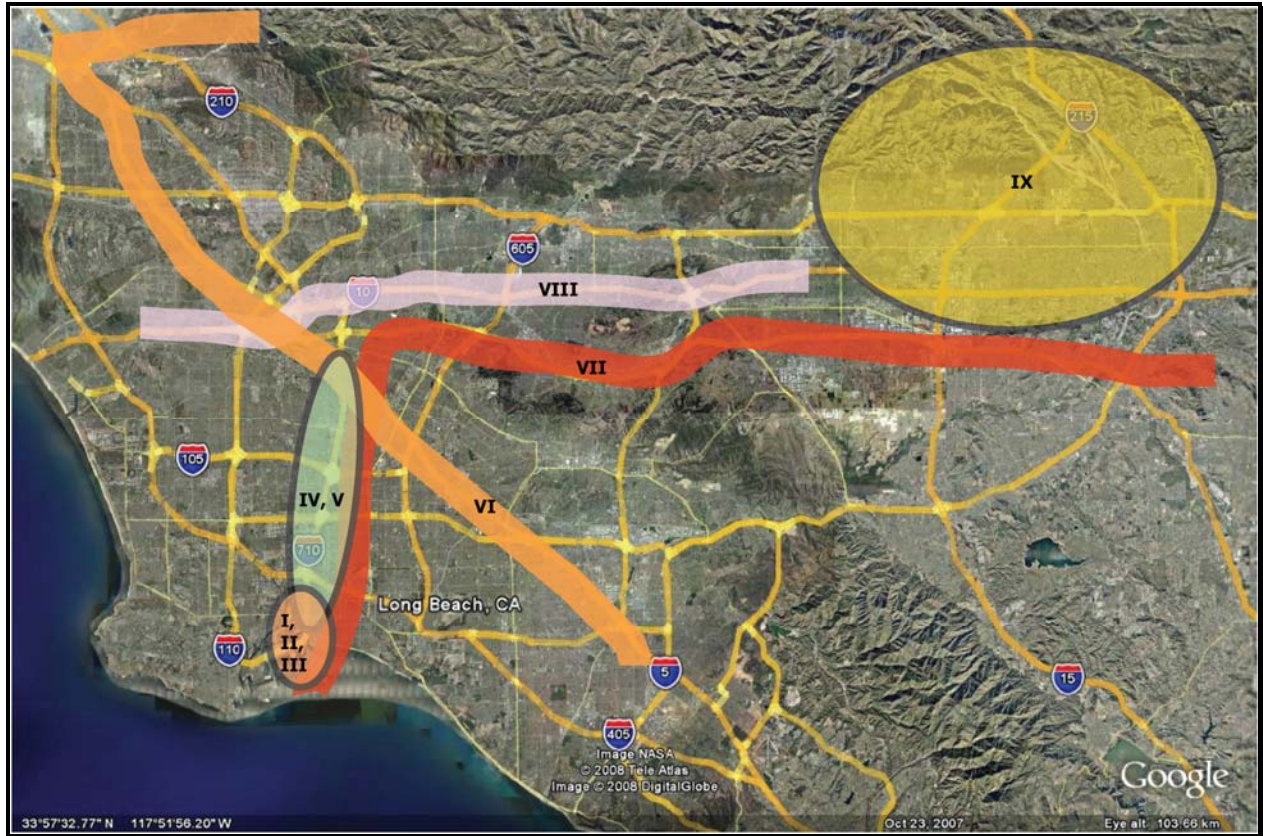 210
215
IX
605
10
VIII
VII
105
IV, V
VI
710
Long Beach, CA
I,
II,
III
110
5
15
405
Image NASA
© 2008 Tele Atlas
Image © 2008 DigitalGlobe
Google
33°57'32.77" N 117°51'56.20" W
Oct 23, 2007
Eye alt 103.66 km